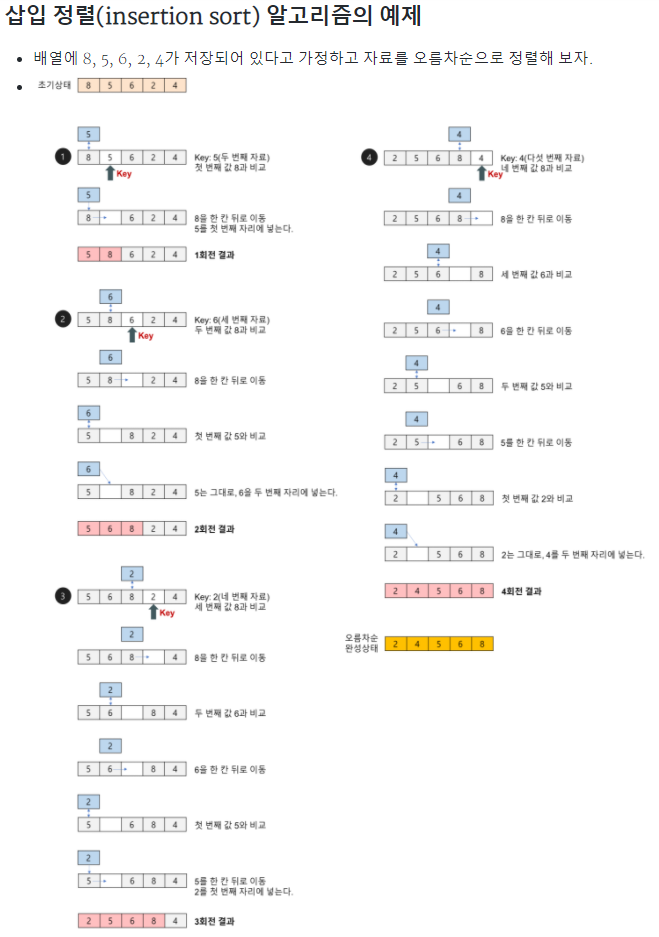 삽입 정렬(insertion sort) 알고리즘의 예제
배열에 8, 5, 6, 2, 4가 저장되어 있다고 가정하고 자료를 오름차순으로 정렬해 보자.
초기상태 8 5 6 2 4
5
1 8 5 6 2 4 Key: 5(두 번째 자료)
첫 번째 값 8과 비교
Key
5
8 6 2 4 8을 한 칸 뒤로 이동
5를 첫 번째 자리에 넣는다.
5 8 6 2 4 1회전 결과
6
2 5 8 6 2 4 Key: 6(세 번째 자료)
두 번째 값 8과 비교
Key
6
5 8 2 4 8을 한 칸 뒤로 이동
6
5 8 2 4 첫 번째 값 5와 비교
6
5 8 2 4 5는 그대로, 6을 두 번째 자리에 넣는다.
5 6 8 2 4 2회전 결과
2
3 5 6 8 2 4 Key: 2(네 번째 자료)
세 번째 값 8과 비교
Key
2
5 6 8 4 8을 한 칸 뒤로 이동
2
5 6 8 4 두 번째 값 6과 비교
2
5 6 8 4 6을 한 칸 뒤로 이동
2
5 6 8 4 첫 번째 값 5와 비교
2
5 6 8 4 5를 한 칸 뒤로 이동
2를 첫 번째 자리에 넣는다.
2 5 6 8 4 3회전 결과
4
4 2 5 6 8 4 Key: 4(다섯 번째 자료)
네 번째 값 8과 비교
Key
4
2 5 6 8 8을 한 칸 뒤로 이동
4
2 5 6 8 세 번째 값 6과 비교
4
2 5 6 8 6을 한 칸 뒤로 이동
4
2 5 6 8 두 번째 값 5와 비교
4
2 5 6 8 5를 한 칸 뒤로 이동
4
2 5 6 8 첫 번째 값 2와 비교
4
2 5 6 8 2는 그대로, 4를 두 번째 자리에 넣는다.
2 4 5 6 8 4회전 결과
오름차순
완성상태 2 4 5 6 8